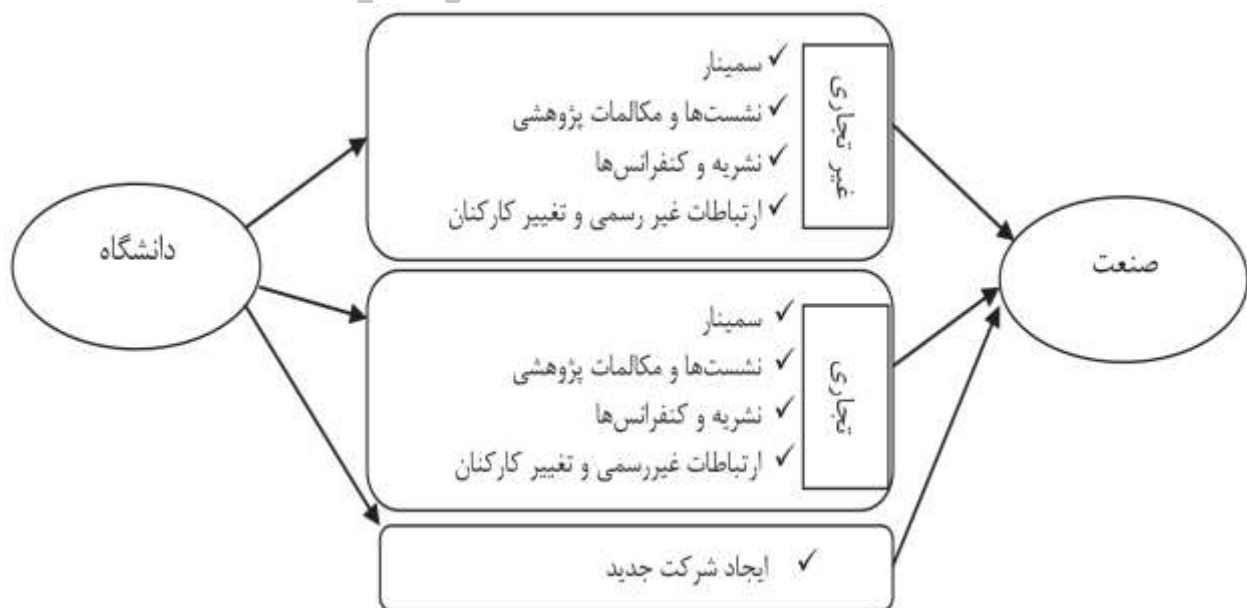 غیر تجاری
سمینار
نشست‌ها و مکالمات پژوهشی
نشریه و کنفرانس‌ها
ارتباطات غیر رسمی و تغییر کارکنان
صنعت
دانشگاه
تجاری
سمینار
نشست‌ها و مکالمات پژوهشی
نشریه و کنفرانس‌ها
ارتباطات غیررسمی و تغییر کارکنان
ایجاد شرکت جدید